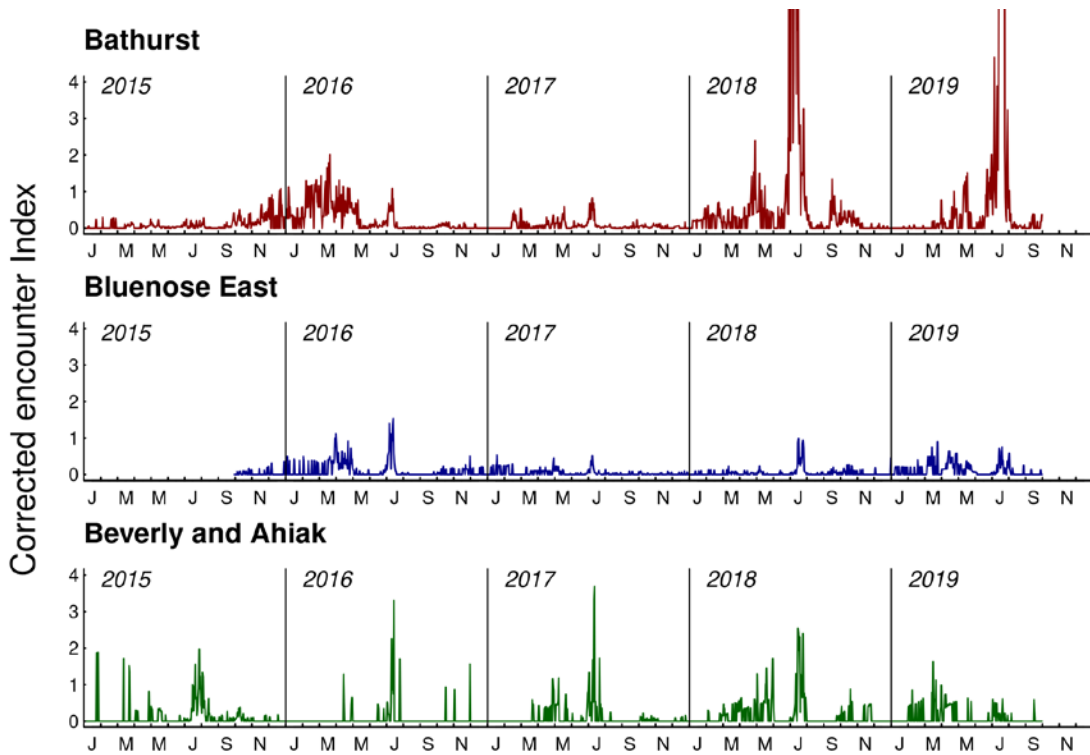 Corrected encounter Index
Bathurst
4
3
2
1
0
2015 2016 2017 2018 2019
J M M J S N J M M J S N J M M J S N J M M J S N J M M J S N
Bluenose East
4
3
2
1
0
2015 2016 2017 2018 2019
J M M J S N J M M J S N J M M J S N J M M J S N J M M J S N
Beverly and Ahiak
4
3
2
1
0
2015 2016 2017 2018 2019
J M M J S N J M M J S N J M M J S N J M M J S N J M M J S N